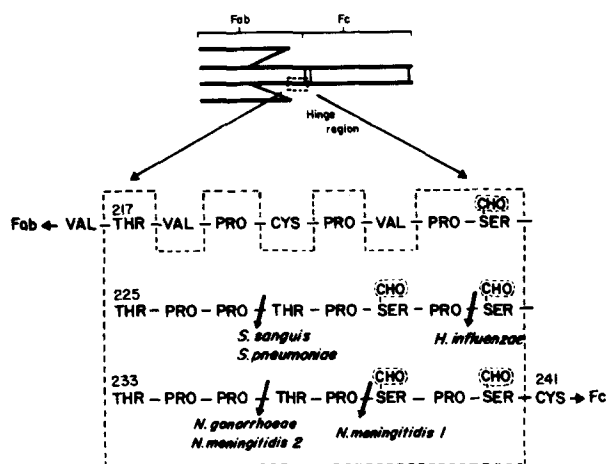 Fab Fc
Hinge
region
CHO
217
Fab ← VAL – THR – VAL – PRO – CYS – PRO – VAL – PRO – SER –
CHO CHO
225
THR – PRO – PRO – THR – PRO – SER – PRO – SER –
S. sanguis
S. pneumoniae
H. influenzae
CHO CHO
233 241
THR – PRO – PRO – THR – PRO – SER – PRO – SER – CYS → Fc
N. gonorrhoeae
N. meningitidis 2
N. meningitidis 1